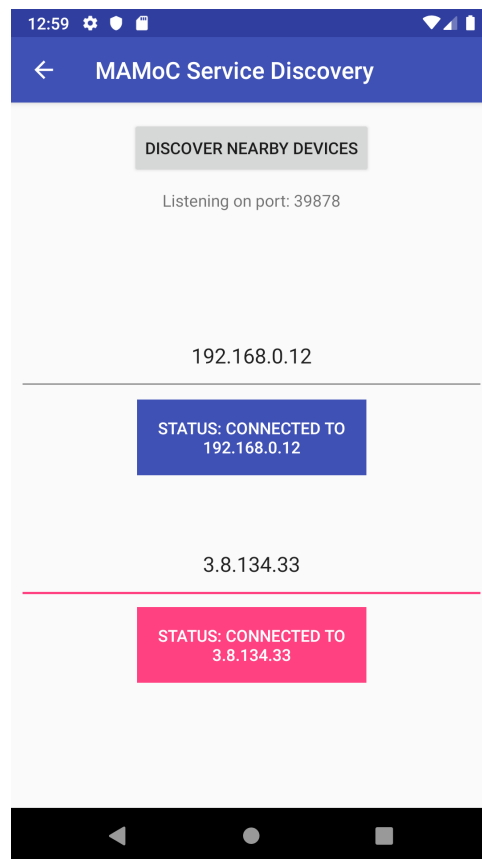 12:59
MAMoC Service Discovery
DISCOVER NEARBY DEVICES
Listening on port: 39878
192.168.0.12
STATUS: CONNECTED TO
192.168.0.12
3.8.134.33
STATUS: CONNECTED TO
3.8.134.33